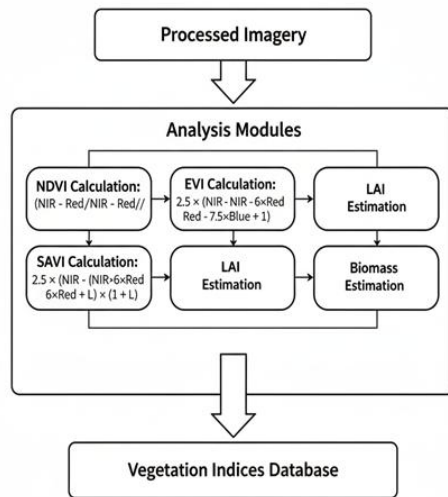 Processed Imagery
Analysis Modules
NDVI Calculation:
(NIR - Red/NIR - Red//
EVI Calculation:
2.5 × (NIR - NIR - 6×Red
Red - 7.5×Blue + 1)
LAI
Estimation
SAVI Calculation:
2.5 × (NIR - (NIR>6×Red
6×Red + L) × (1 + L)
LAI
Estimation
Biomass
Estimation
Vegetation Indices Database